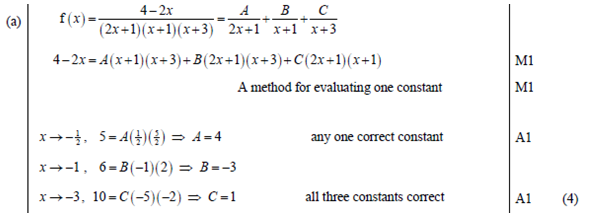 (a) f(x)= 4−2x / (2x+1)(x+1)(x+3) = A / 2x+1 + B / x+1 + C / x+3
4−2x=A(x+1)(x+3)+B(2x+1)(x+3)+C(2x+1)(x+1) M1
A method for evaluating one constant M1
x→−½, 5=A(½)(5/2) ⇒ A=4 any one correct constant A1
x→−1, 6=B(−1)(2) ⇒ B=−3
x→−3, 10=C(−5)(−2) ⇒ C=1 all three constants correct A1 (4)